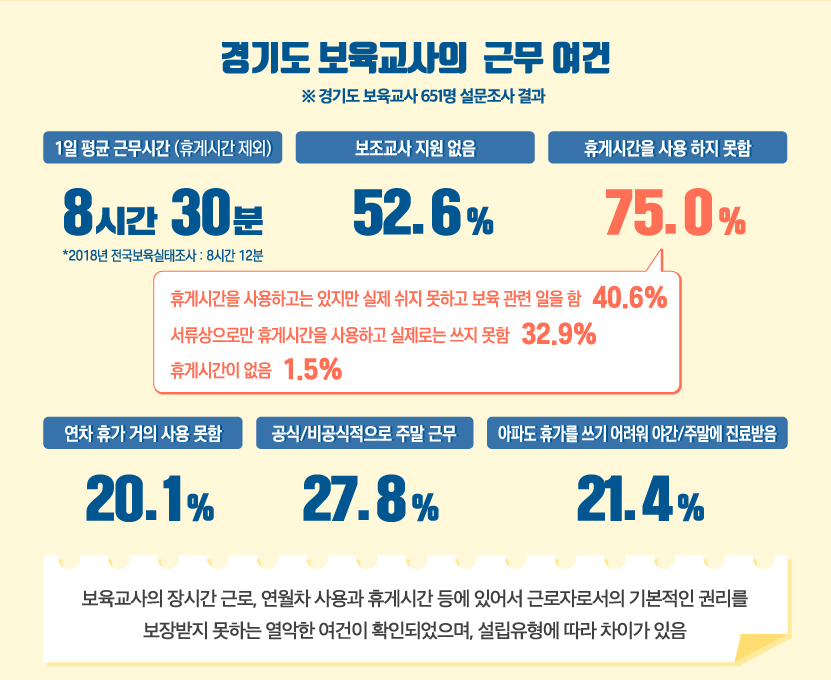 경기도 보육교사의 근무 여건
※ 경기도 보육교사 651명 설문조사 결과
1일 평균 근무시간 (휴게시간 제외)
보조교사 지원 없음
휴게시간을 사용 하지 못함
8시간 30분
52.6%
75.0%
*2018년 전국보육실태조사 : 8시간 12분
휴게시간을 사용하고는 있지만 실제 쉬지 못하고 보육 관련 일을 함 40.6%
서류상으로만 휴게시간을 사용하고 실제로는 쓰지 못함 32.9%
휴게시간이 없음 1.5%
연차 휴가 거의 사용 못함
공식/비공식적으로 주말 근무
아파도 휴가를 쓰기 어려워 야간/주말에 진료받음
20.1%
27.8%
21.4%
보육교사의 장시간 근로, 연월차 사용과 휴게시간 등에 있어서 근로자로서의 기본적인 권리를
보장받지 못하는 열악한 여건이 확인되었으며, 설립유형에 따라 차이가 있음